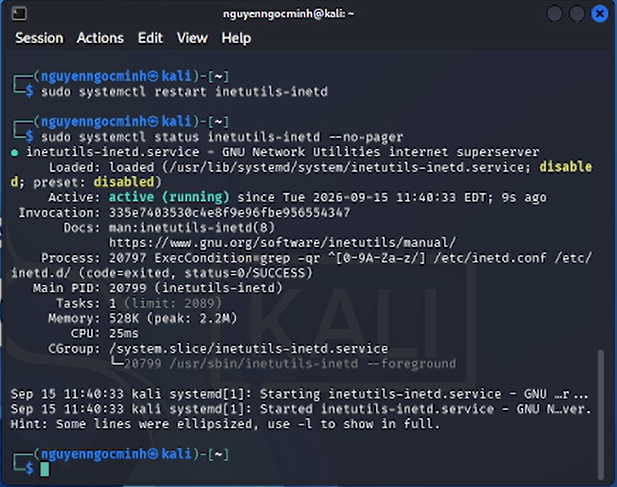 nguyenngocminh@kali: ~
Session Actions Edit View Help
┌──(nguyenngocminh㉿kali)-[~]
└─$ sudo systemctl restart inetutils-inetd
┌──(nguyenngocminh㉿kali)-[~]
└─$ sudo systemctl status inetutils-inetd --no-pager
● inetutils-inetd.service - GNU Network Utilities internet superserver
Loaded: loaded (/usr/lib/systemd/system/inetutils-inetd.service; disable
d; preset: disabled)
Active: active (running) since Tue 2026-09-15 11:40:33 EDT; 9s ago
Invocation: 335e7403530c4e8f9e96fbe956554347
Docs: man:inetutils-inetd(8)
https://www.gnu.org/software/inetutils/manual/
Process: 20797 ExecCondition=grep -qr ^[0-9A-Za-z/] /etc/inetd.conf /etc/
inetd.d/ (code=exited, status=0/SUCCESS)
Main PID: 20799 (inetutils-inetd)
Tasks: 1 (limit: 2089)
Memory: 528K (peak: 2.2M)
CPU: 25ms
CGroup: /system.slice/inetutils-inetd.service
└─20799 /usr/sbin/inetutils-inetd --foreground
Sep 15 11:40:33 kali systemd[1]: Starting inetutils-inetd.service - GNU …r...
Sep 15 11:40:33 kali systemd[1]: Started inetutils-inetd.service - GNU N…ver.
Hint: Some lines were ellipsized, use -l to show in full.
┌──(nguyenngocminh㉿kali)-[~]
└─$
KALI